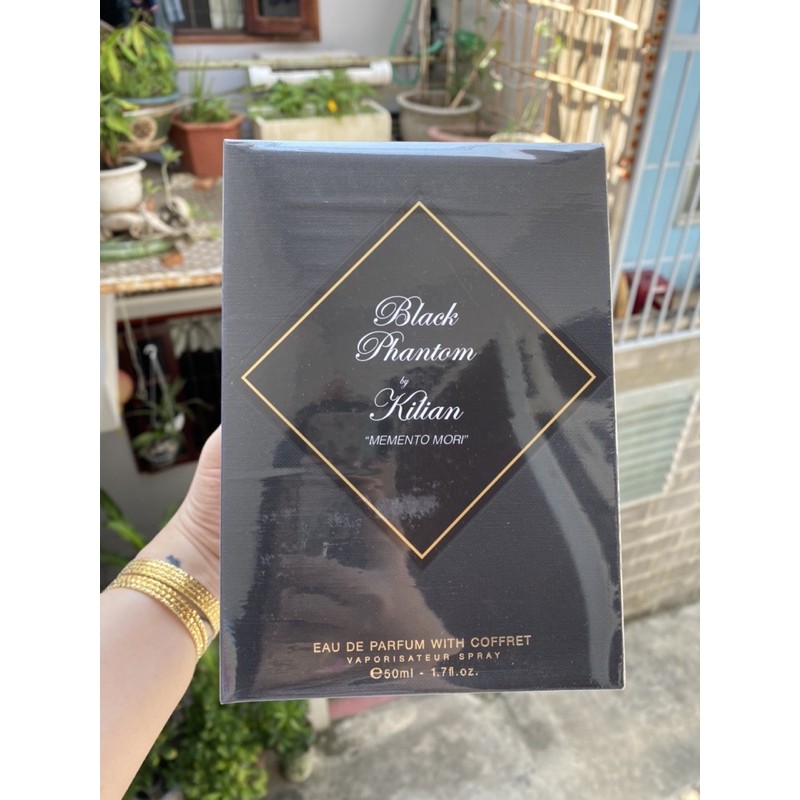 Black
Phantom
by
Kilian
“MEMENTO MORI”
EAU DE PARFUM WITH COFFRET
VAPORISATEUR SPRAY
℮50ml - 1.7fl.oz.